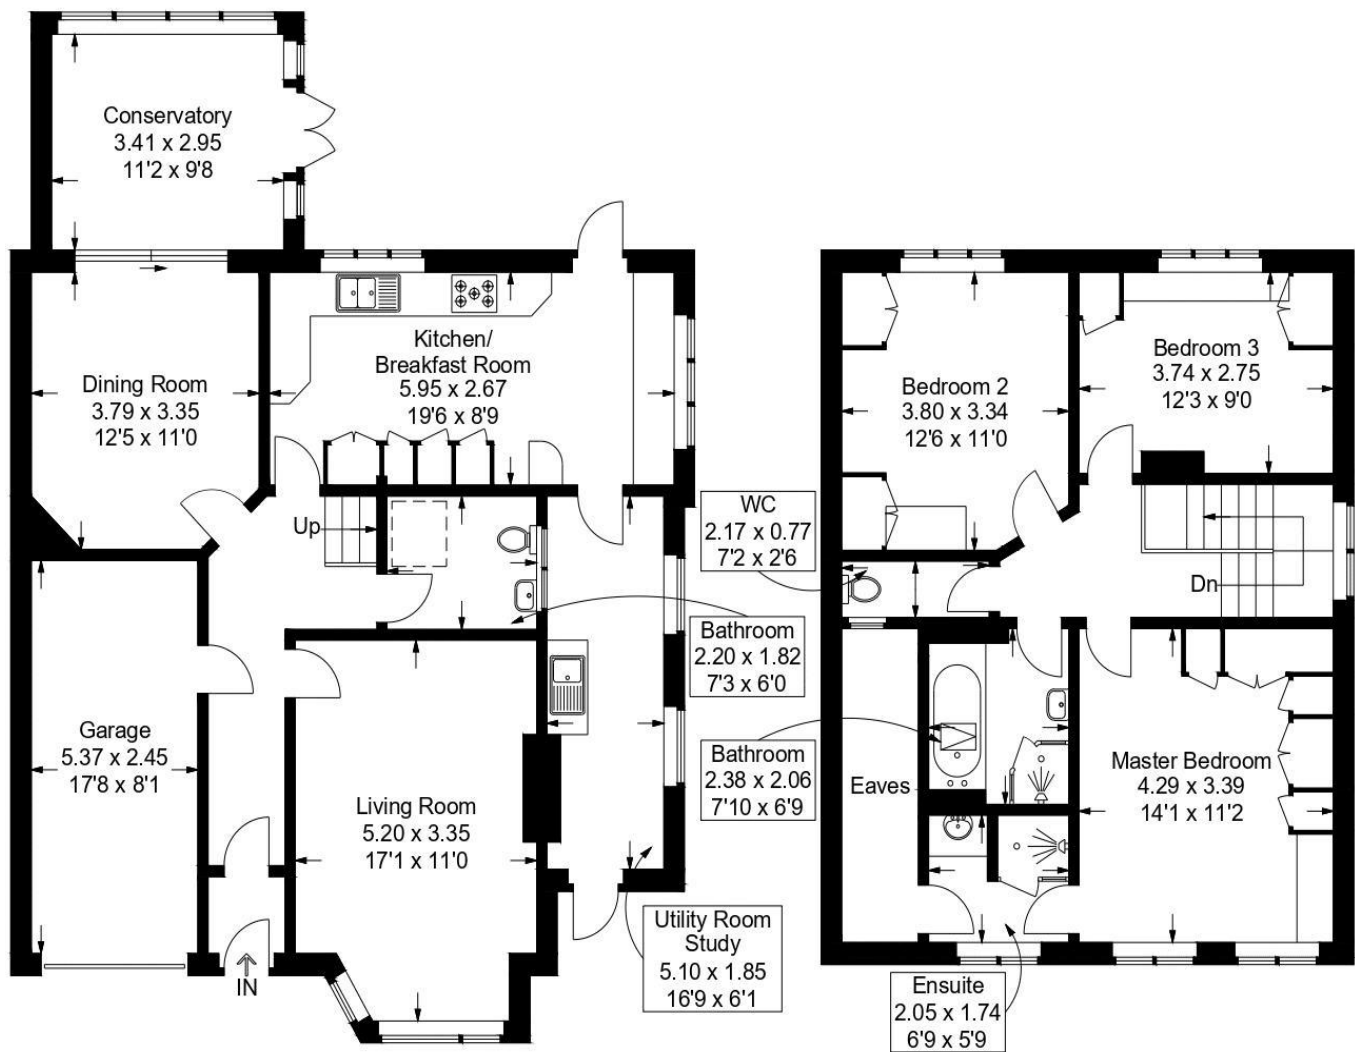 Conservatory
3.41 x 2.95
11'2 x 9'8
Kitchen/
Breakfast Room
5.95 x 2.67
19'6 x 8'9
Dining Room
3.79 x 3.35
12'5 x 11'0
Up
Garage
5.37 x 2.45
17'8 x 8'1
Living Room
5.20 x 3.35
17'1 x 11'0
IN
WC
2.17 x 0.77
7'2 x 2'6
Bathroom
2.20 x 1.82
7'3 x 6'0
Bathroom
2.38 x 2.06
7'10 x 6'9
Utility Room
Study
5.10 x 1.85
16'9 x 6'1
Bedroom 2
3.80 x 3.34
12'6 x 11'0
Bedroom 3
3.74 x 2.75
12'3 x 9'0
Dn
Eaves
Master Bedroom
4.29 x 3.39
14'1 x 11'2
Ensuite
2.05 x 1.74
6'9 x 5'9